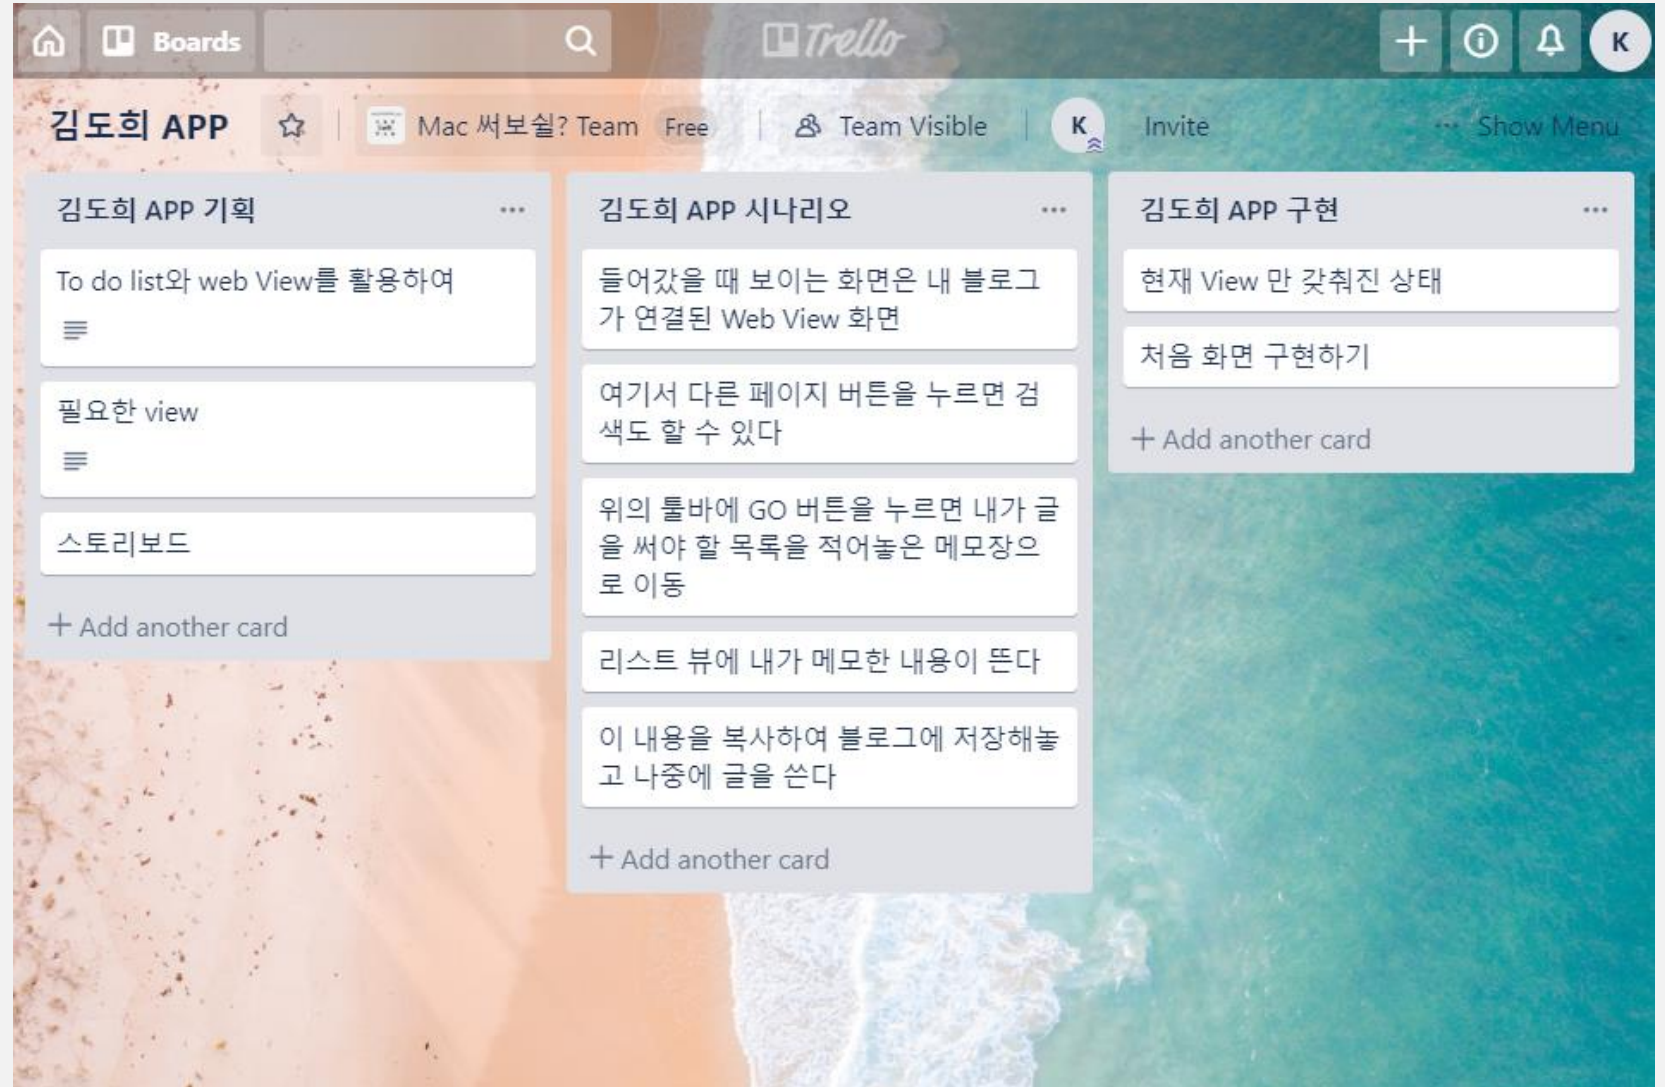 Boards
Trello
K
김도희 APP
Mac 써보쉴? Team Free
Team Visible
K
Invite
··· Show Menu
김도희 APP 기획
To do list와 web View를 활용하여
필요한 view
스토리보드
+ Add another card
김도희 APP 시나리오
들어갔을 때 보이는 화면은 내 블로그
가 연결된 Web View 화면
여기서 다른 페이지 버튼을 누르면 검
색도 할 수 있다
위의 툴바에 GO 버튼을 누르면 내가 글
을 써야 할 목록을 적어놓은 메모장으
로 이동
리스트 뷰에 내가 메모한 내용이 뜬다
이 내용을 복사하여 블로그에 저장해놓
고 나중에 글을 쓴다
+ Add another card
김도희 APP 구현
현재 View 만 갖춰진 상태
처음 화면 구현하기
+ Add another card